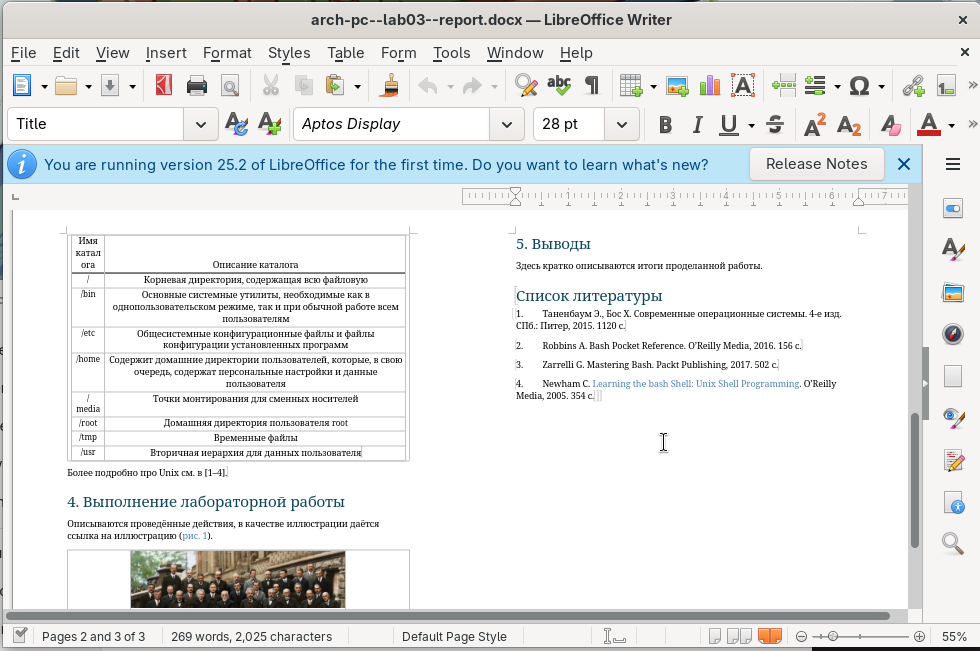 arch-pc--lab03--report.docx — LibreOffice Writer
File Edit View Insert Format Styles Table Form Tools Window Help
Title
Aptos Display
28 pt
You are running version 25.2 of LibreOffice for the first time. Do you want to learn what's new?
Release Notes
1 2 3 4 5 6 7
Имя
катал
ога
Описание каталога
/
Корневая директория, содержащая всю файловую
/bin
Основные системные утилиты, необходимые как в
однопользовательском режиме, так и при обычной работе всем
пользователям
/etc
Общесистемные конфигурационные файлы и файлы
конфигурации установленных программ
/home
Содержит домашние директории пользователей, которые, в свою
очередь, содержат персональные настройки и данные
пользователя
/
media
Точки монтирования для сменных носителей
/root
Домашняя директория пользователя root
/tmp
Временные файлы
/usr
Вторичная иерархия для данных пользователя
Более подробно про Unix см. в [1–4].
4. Выполнение лабораторной работы
Описываются проведённые действия, в качестве иллюстрации даётся
ссылка на иллюстрацию (рис. 1).
5. Выводы
Здесь кратко описываются итоги проделанной работы.
Список литературы
1. Таненбаум Э., Бос Х. Современные операционные системы. 4-е изд.
СПб.: Питер, 2015. 1120 с.
2. Robbins A. Bash Pocket Reference. O'Reilly Media, 2016. 156 с.
3. Zarrelli G. Mastering Bash. Packt Publishing, 2017. 502 с.
4. Newham C. Learning the bash Shell: Unix Shell Programming. O'Reilly
Media, 2005. 354 с.
Pages 2 and 3 of 3
269 words, 2,025 characters
Default Page Style
55%